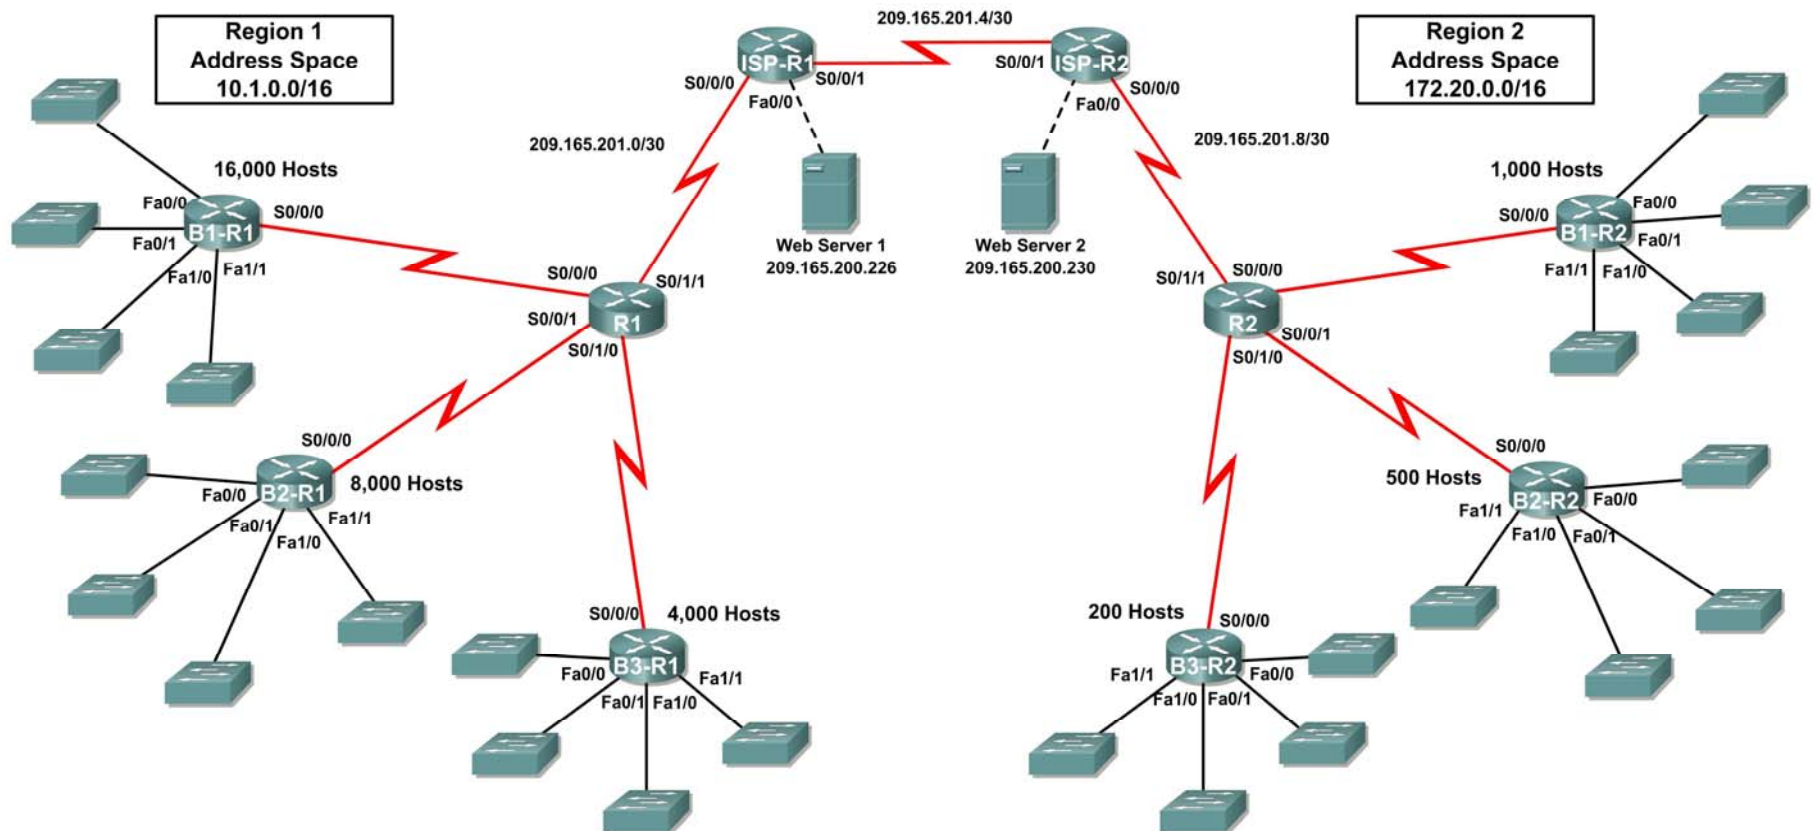 Region 1
Address Space
10.1.0.0/16
209.165.201.4/30
Region 2
Address Space
172.20.0.0/16
ISP-R1
S0/0/0
S0/0/1
Fa0/0
ISP-R2
S0/0/1
S0/0/0
Fa0/0
209.165.201.0/30
209.165.201.8/30
Web Server 1
209.165.200.226
Web Server 2
209.165.200.230
16,000 Hosts
B1-R1
Fa0/0
S0/0/0
Fa0/1
Fa1/0
Fa1/1
R1
S0/0/0
S0/1/1
S0/0/1
S0/1/0
R2
S0/1/1
S0/0/0
S0/0/1
S0/1/0
1,000 Hosts
B1-R2
S0/0/0
Fa0/0
Fa0/1
Fa1/1
Fa1/0
8,000 Hosts
B2-R1
S0/0/0
Fa0/0
Fa0/1
Fa1/0
Fa1/1
500 Hosts
B2-R2
S0/0/0
Fa0/0
Fa1/1
Fa1/0
Fa0/1
4,000 Hosts
B3-R1
S0/0/0
Fa0/0
Fa0/1
Fa1/0
Fa1/1
200 Hosts
B3-R2
S0/0/0
Fa0/0
Fa1/1
Fa1/0
Fa0/1